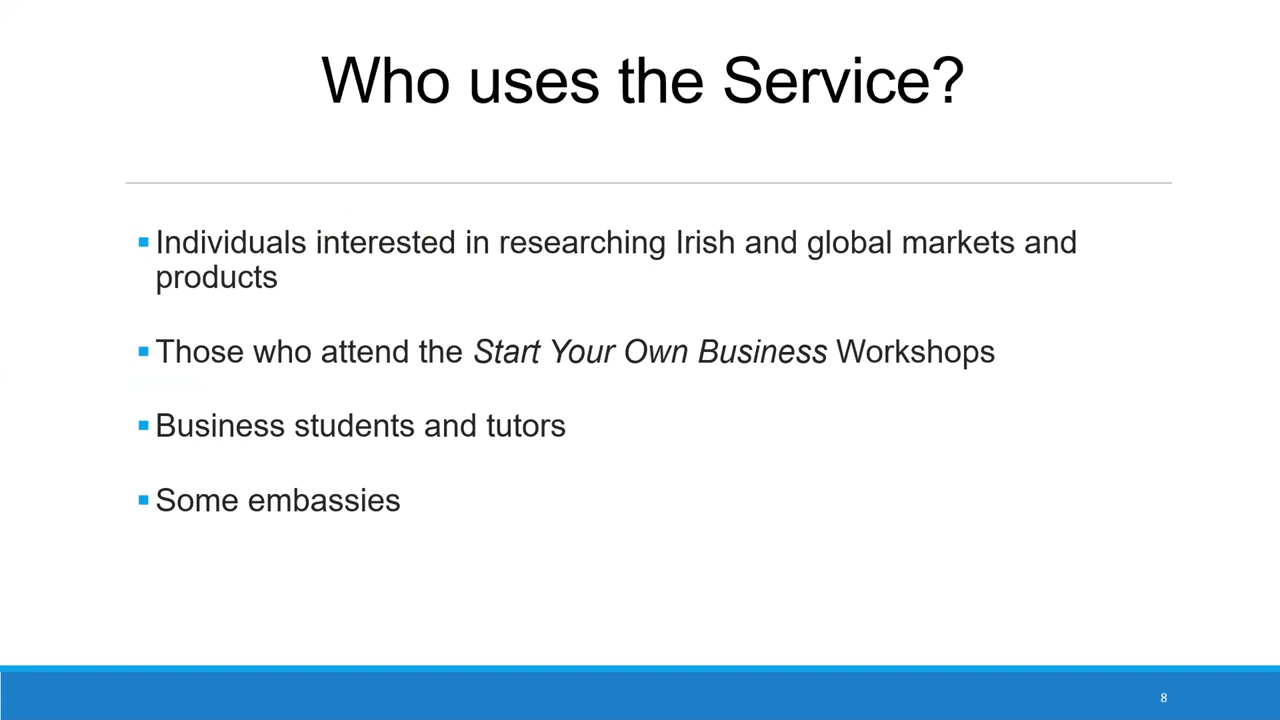 Who uses the Service?
▪Individuals interested in researching Irish and global markets and
products
▪Those who attend the Start Your Own Business Workshops
▪Business students and tutors
▪Some embassies
8